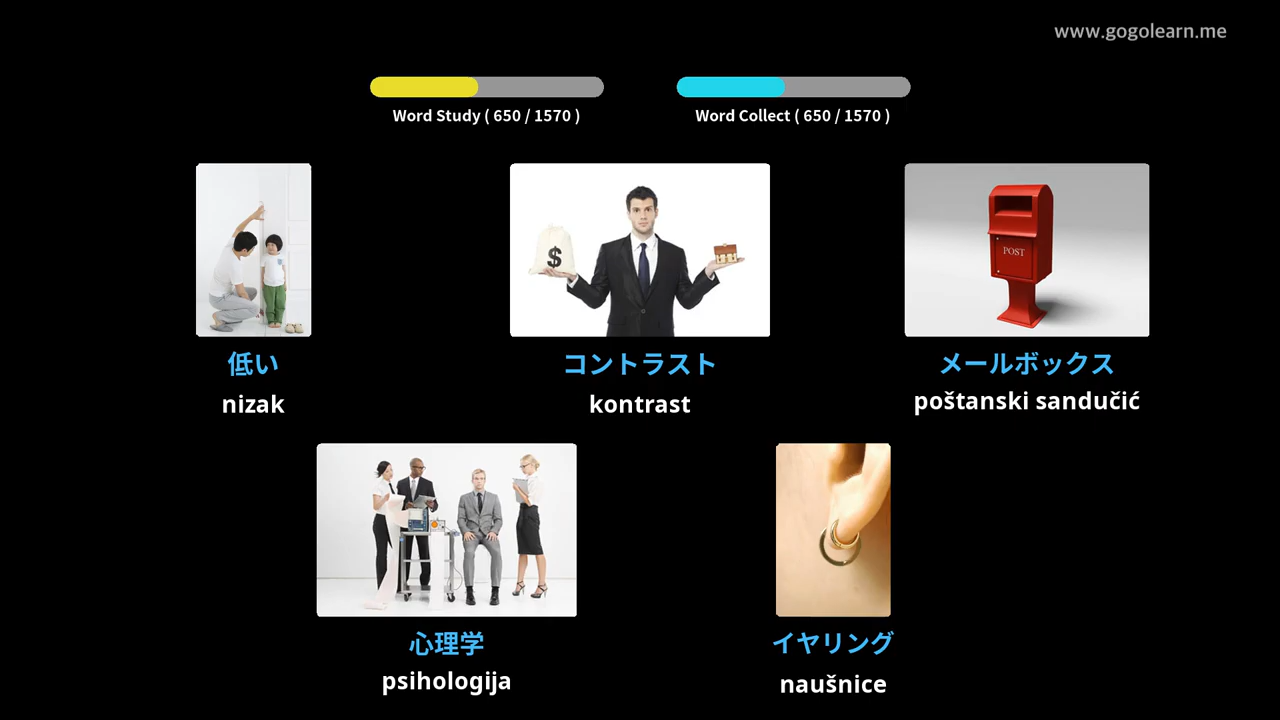 www.gogolearn.me
Word Study ( 650 / 1570 )
Word Collect ( 650 / 1570 )
$
POST
低い
コントラスト
メールボックス
nizak
kontrast
poštanski sandučić
心理学
イヤリング
psihologija
naušnice